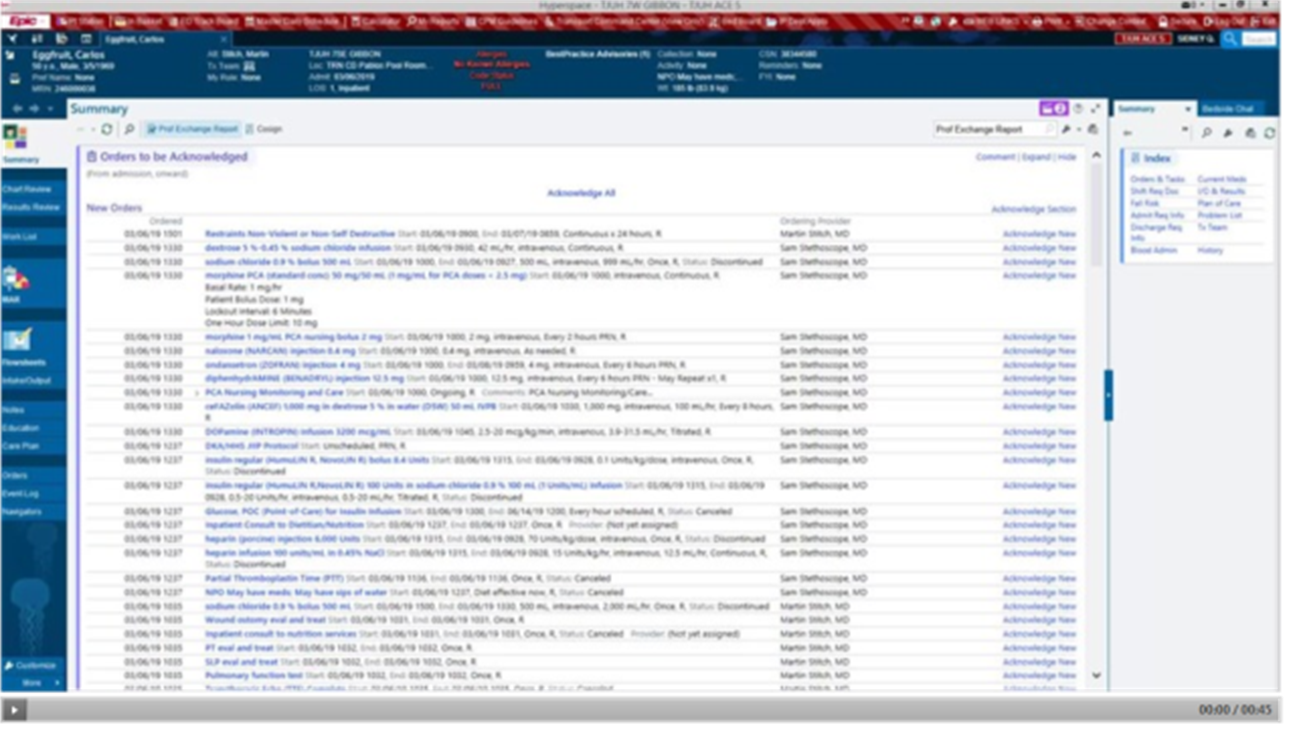 Hyperspace - TJUH 7W GIBBON - TJUH ACE 5
Epic
Change Context Secure Log Out Exit
Eggfruit, Carlos
TJUH ACE 5 SIDNEY G. Search
Eggfruit, Carlos
Male, 3/5/1969
Pref Name: None
Att: Stitch, Martin
Tx Team:
My Role: None
TJUH 7SE GIBBON
Loc: TRN CD Patios Pool Room...
Admit: 03/06/2019
LOS: 1, Inpatient
Allergies
No Known Allergies
Code Status
FULL
BestPractice Advisories (1)
Collection: None
Activity: None
NPO May have meds;...
Wt: 185 lb (83.9 kg)
Reminders: None
FYI: None
Summary
Prof Exchange Report Cosign
Prof Exchange Report
Orders to be Acknowledged
Comment | Expand | Hide
(From admission, onward)
Acknowledge All
New Orders
Acknowledge Section
Ordered Ordering Provider
03/06/19 1501 Restraints Non-Violent or Non-Self Destructive Start: 03/06/19 0900, End: 03/07/19 0859, Continuous x 24 hours, R Martin Stitch, MD Acknowledge New
03/06/19 1330 dextrose 5 %-0.45 % sodium chloride infusion Start: 03/06/19 0930, 42 mL/hr, intravenous, Continuous, R Sam Stethoscope, MD Acknowledge New
03/06/19 1330 sodium chloride 0.9 % bolus 500 mL Start: 03/06/19 1000, End: 03/06/19 0927, 500 mL, intravenous, 999 mL/hr, Once, R, Status: Discontinued Sam Stethoscope, MD Acknowledge New
03/06/19 1330 morphine PCA (standard conc) 50 mg/50 mL (1 mg/mL for PCA doses = 2.5 mg) Start: 03/06/19 1000, intravenous, Continuous, R Sam Stethoscope, MD Acknowledge New
Basal Rate: 1 mg/hr
Patient Bolus Dose: 1 mg
Lockout Interval: 6 Minutes
One Hour Dose Limit: 10 mg
03/06/19 1330 morphine 1 mg/mL PCA nursing bolus 2 mg Start: 03/06/19 1000, 2 mg, intravenous, Every 2 hours PRN, R Sam Stethoscope, MD Acknowledge New
03/06/19 1330 naloxone (NARCAN) injection 0.4 mg Start: 03/06/19 1000, 0.4 mg, intravenous, As needed, R Sam Stethoscope, MD Acknowledge New
03/06/19 1330 ondansetron (ZOFRAN) injection 4 mg Start: 03/06/19 1000, End: 03/06/19 0959, 4 mg, intravenous, Every 6 hours PRN, R Sam Stethoscope, MD Acknowledge New
03/06/19 1330 diphenhydrAMINE (BENADRYL) injection 12.5 mg Start: 03/06/19 1000, 12.5 mg, intravenous, Every 6 hours PRN - May Repeat x1, R Sam Stethoscope, MD Acknowledge New
03/06/19 1330 PCA Nursing Monitoring and Care Start: 03/06/19 1000, Ongoing, R Comments: PCA Nursing Monitoring/Care... Sam Stethoscope, MD Acknowledge New
03/06/19 1330 ceFAZolin (ANCEF) 1,000 mg in dextrose 5 % in water (D5W) 50 mL IVPB Start: 03/06/19 1030, 1,000 mg, intravenous, 100 mL/hr, Every 8 hours, Sam Stethoscope, MD Acknowledge New
R
03/06/19 1330 DOPamine (INTROPIN) infusion 3200 mcg/mL Start: 03/06/19 1045, 2.5-20 mcg/kg/min, intravenous, 3.9-31.5 mL/hr, Titrated, R Sam Stethoscope, MD Acknowledge New
03/06/19 1237 DKA/HHS JIIP Protocol Start: Unscheduled, PRN, R Sam Stethoscope, MD Acknowledge New
03/06/19 1237 insulin regular (HumuLIN R, NovoLIN R) bolus 8.4 Units Start: 03/06/19 1315, End: 03/06/19 0928, 0.1 Units/kg/dose, intravenous, Once, R, Sam Stethoscope, MD Acknowledge New
Status: Discontinued
03/06/19 1237 insulin regular (HumuLIN R,NovoLIN R) 100 Units in sodium chloride 0.9 % 100 mL (1 Units/mL) infusion Start: 03/06/19 1315, End: 03/06/19 Sam Stethoscope, MD Acknowledge New
0928, 0.5-20 Units/hr, intravenous, 0.5-20 mL/hr, Titrated, R, Status: Discontinued
03/06/19 1237 Glucose, POC (Point-of-Care) for Insulin Infusion Start: 03/06/19 1300, End: 06/14/19 1200, Every hour scheduled, R, Status: Canceled Sam Stethoscope, MD Acknowledge New
03/06/19 1237 Inpatient Consult to Dietitian/Nutrition Start: 03/06/19 1237, End: 03/06/19 1237, Once, R Provider: (Not yet assigned) Sam Stethoscope, MD Acknowledge New
03/06/19 1237 heparin (porcine) injection 6,000 Units Start: 03/06/19 1315, End: 03/06/19 0928, 70 Units/kg/dose, intravenous, Once, R, Status: Discontinued Sam Stethoscope, MD Acknowledge New
03/06/19 1237 heparin infusion 100 units/mL in 0.45% NaCl Start: 03/06/19 1315, End: 03/06/19 0928, 15 Units/kg/hr, intravenous, 12.5 mL/hr, Continuous, R, Sam Stethoscope, MD Acknowledge New
Status: Discontinued
03/06/19 1237 Partial Thromboplastin Time (PTT) Start: 03/06/19 1136, End: 03/06/19 1136, Once, R, Status: Canceled Sam Stethoscope, MD Acknowledge New
03/06/19 1237 NPO May have meds; May have sips of water Start: 03/06/19 1237, Diet effective now, R, Status: Canceled Sam Stethoscope, MD Acknowledge New
03/06/19 1035 sodium chloride 0.9 % bolus 500 mL Start: 03/06/19 1500, End: 03/06/19 1330, 500 mL, intravenous, 2,000 mL/hr, Once, R, Status: Discontinued Martin Stitch, MD Acknowledge New
03/06/19 1035 Wound ostomy eval and treat Start: 03/06/19 1031, End: 03/06/19 1031, Once, R Martin Stitch, MD Acknowledge New
03/06/19 1035 Inpatient consult to nutrition services Start: 03/06/19 1031, End: 03/06/19 1031, Once, R, Status: Canceled Provider: (Not yet assigned) Martin Stitch, MD Acknowledge New
03/06/19 1035 PT eval and treat Start: 03/06/19 1032, End: 03/06/19 1032, Once, R Martin Stitch, MD Acknowledge New
03/06/19 1035 SLP eval and treat Start: 03/06/19 1032, End: 03/06/19 1032, Once, R Martin Stitch, MD Acknowledge New
03/06/19 1035 Pulmonary function test Start: 03/06/19 1032, End: 03/06/19 1032, Once, R Martin Stitch, MD Acknowledge New
Summary
Chart Review
Results Review
Work List
MAR
Flowsheets
Intake/Output
Notes
Education
Care Plan
Orders
Event Log
Navigators
Customize
More
Summary Bedside Chat
Index
Orders & Tasks Current Meds
Shift Req Doc I/O & Results
Fall Risk Plan of Care
Admit Req Info Problem List
Discharge Req Tx Team
Info
Blood Admin History
00:00 / 00:45